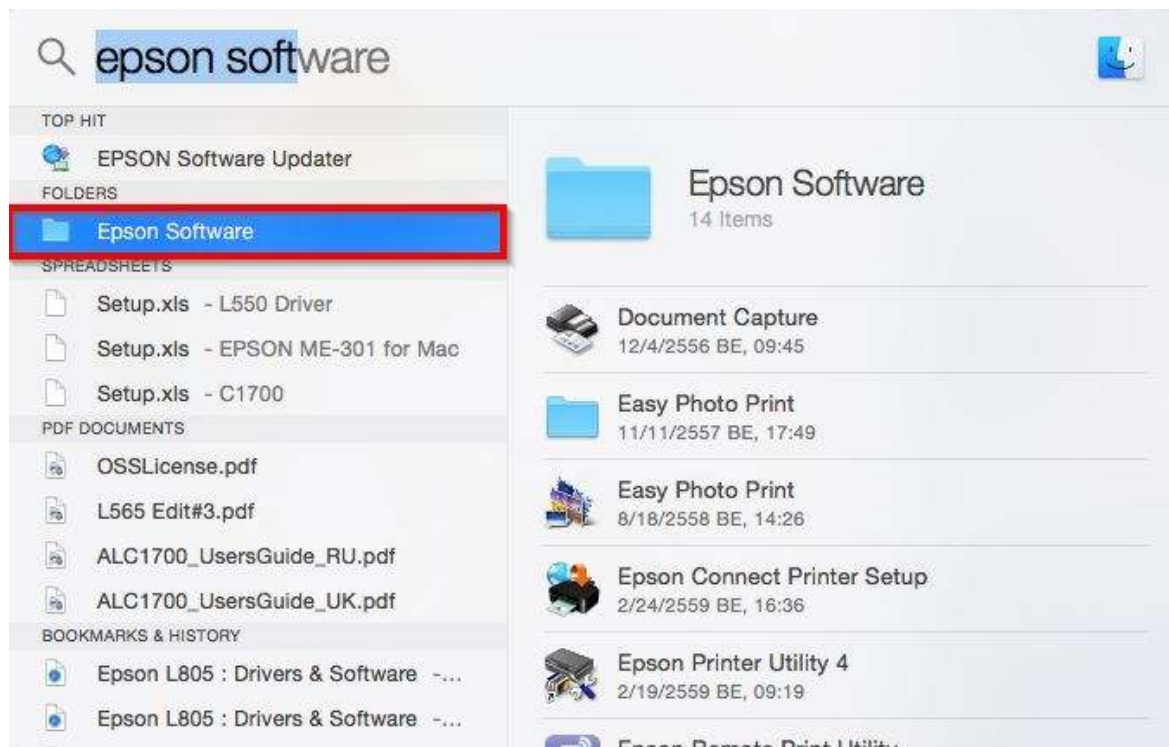 epson software
TOP HIT
EPSON Software Updater
FOLDERS
Epson Software
SPREADSHEETS
Setup.xls - L550 Driver
Setup.xls - EPSON ME-301 for Mac
Setup.xls - C1700
PDF DOCUMENTS
OSSLicense.pdf
L565 Edit#3.pdf
ALC1700_UsersGuide_RU.pdf
ALC1700_UsersGuide_UK.pdf
BOOKMARKS & HISTORY
Epson L805 : Drivers & Software -...
Epson L805 : Drivers & Software -...
Epson Software
14 Items
Document Capture
12/4/2556 BE, 09:45
Easy Photo Print
11/11/2557 BE, 17:49
Easy Photo Print
8/18/2558 BE, 14:26
Epson Connect Printer Setup
2/24/2559 BE, 16:36
Epson Printer Utility 4
2/19/2559 BE, 09:19
Epson Remote Print Utility